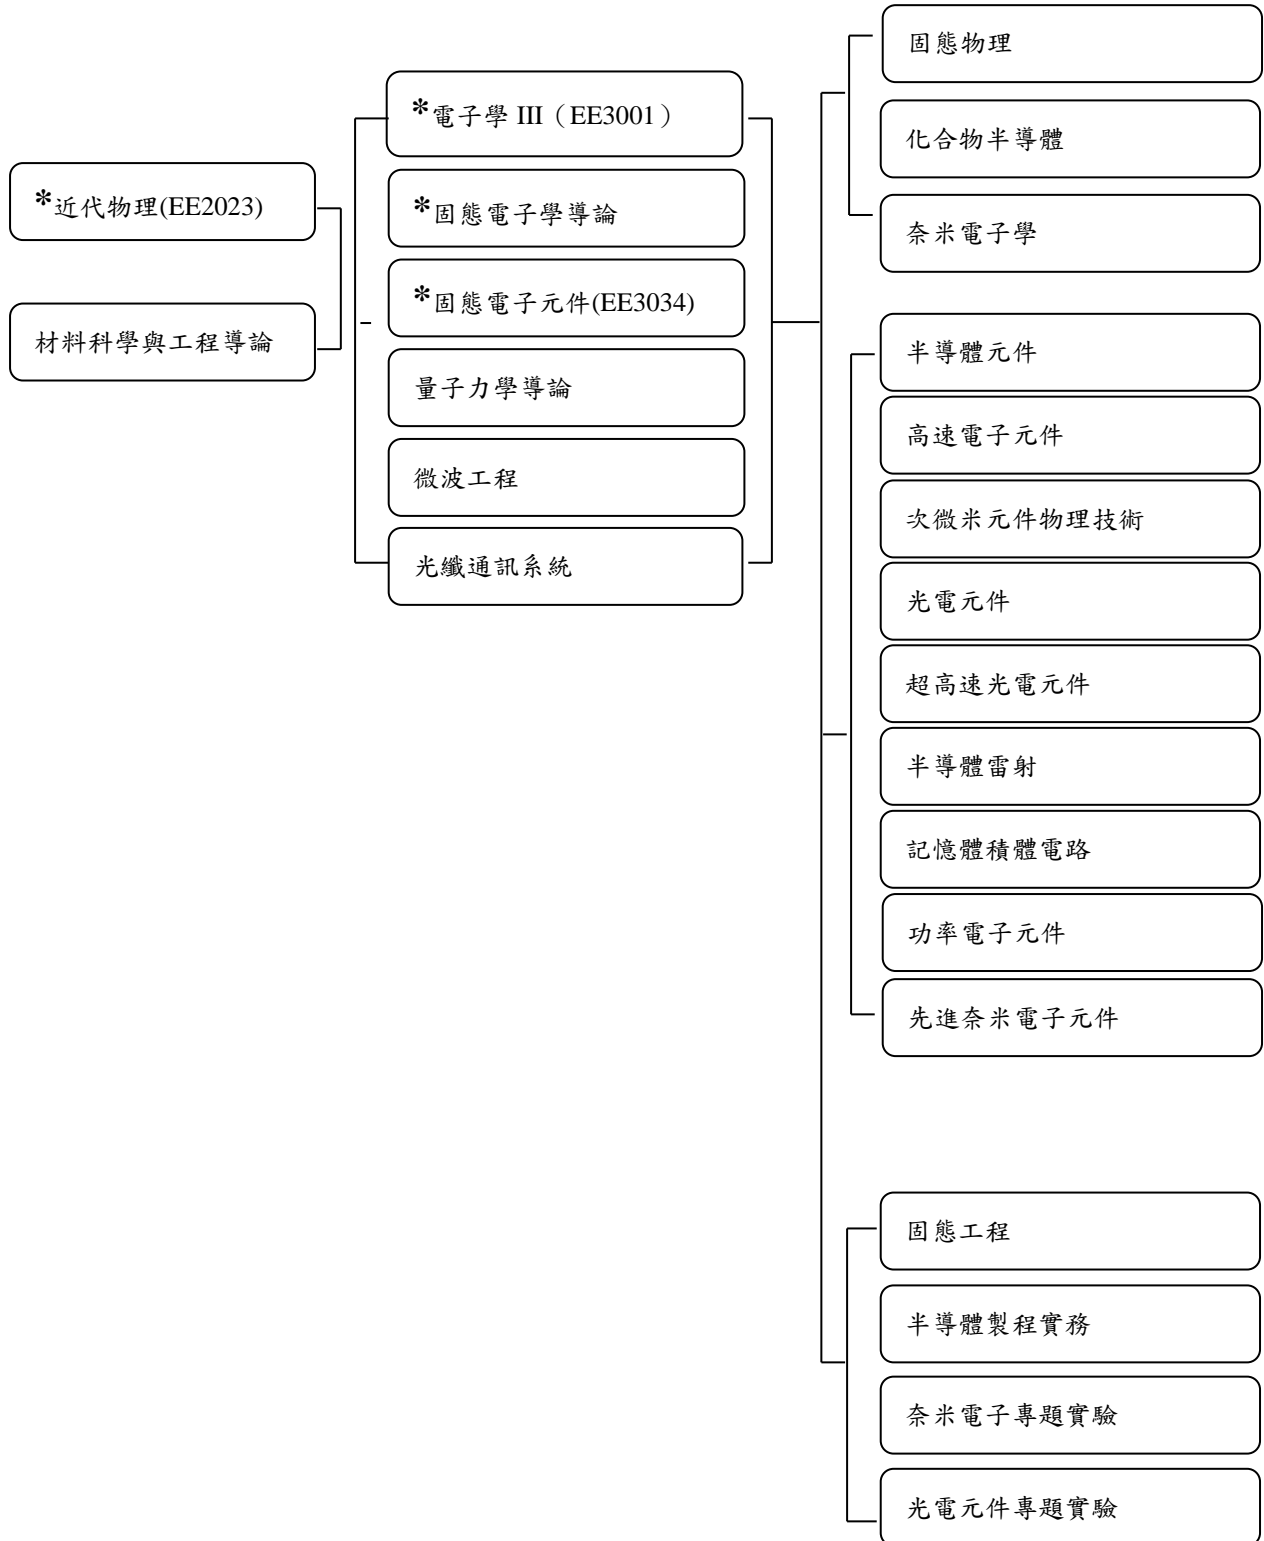 *近代物理(EE2023)
材料科學與工程導論
*電子學 III（EE3001）
*固態電子學導論
*固態電子元件(EE3034)
量子力學導論
微波工程
光纖通訊系統
固態物理
化合物半導體
奈米電子學
半導體元件
高速電子元件
次微米元件物理技術
光電元件
超高速光電元件
半導體雷射
記憶體積體電路
功率電子元件
先進奈米電子元件
固態工程
半導體製程實務
奈米電子專題實驗
光電元件專題實驗